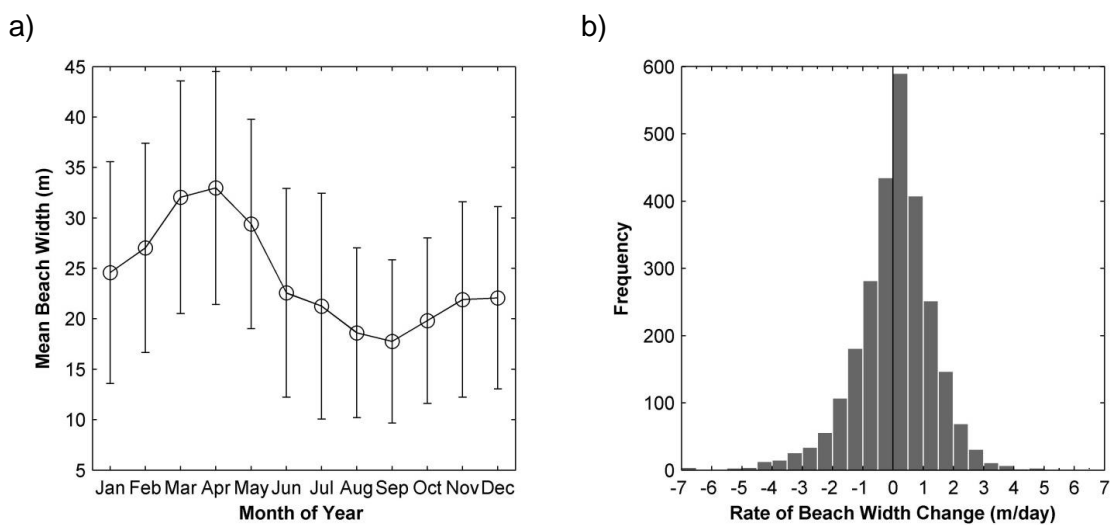 a)
b)
45
40
35
30
25
20
15
10
5
Mean Beach Width (m)
Jan Feb Mar Apr May Jun Jul Aug Sep Oct Nov Dec
Month of Year
600
500
400
300
200
100
0
Frequency
-7 -6 -5 -4 -3 -2 -1 0 1 2 3 4 5 6 7
Rate of Beach Width Change (m/day)